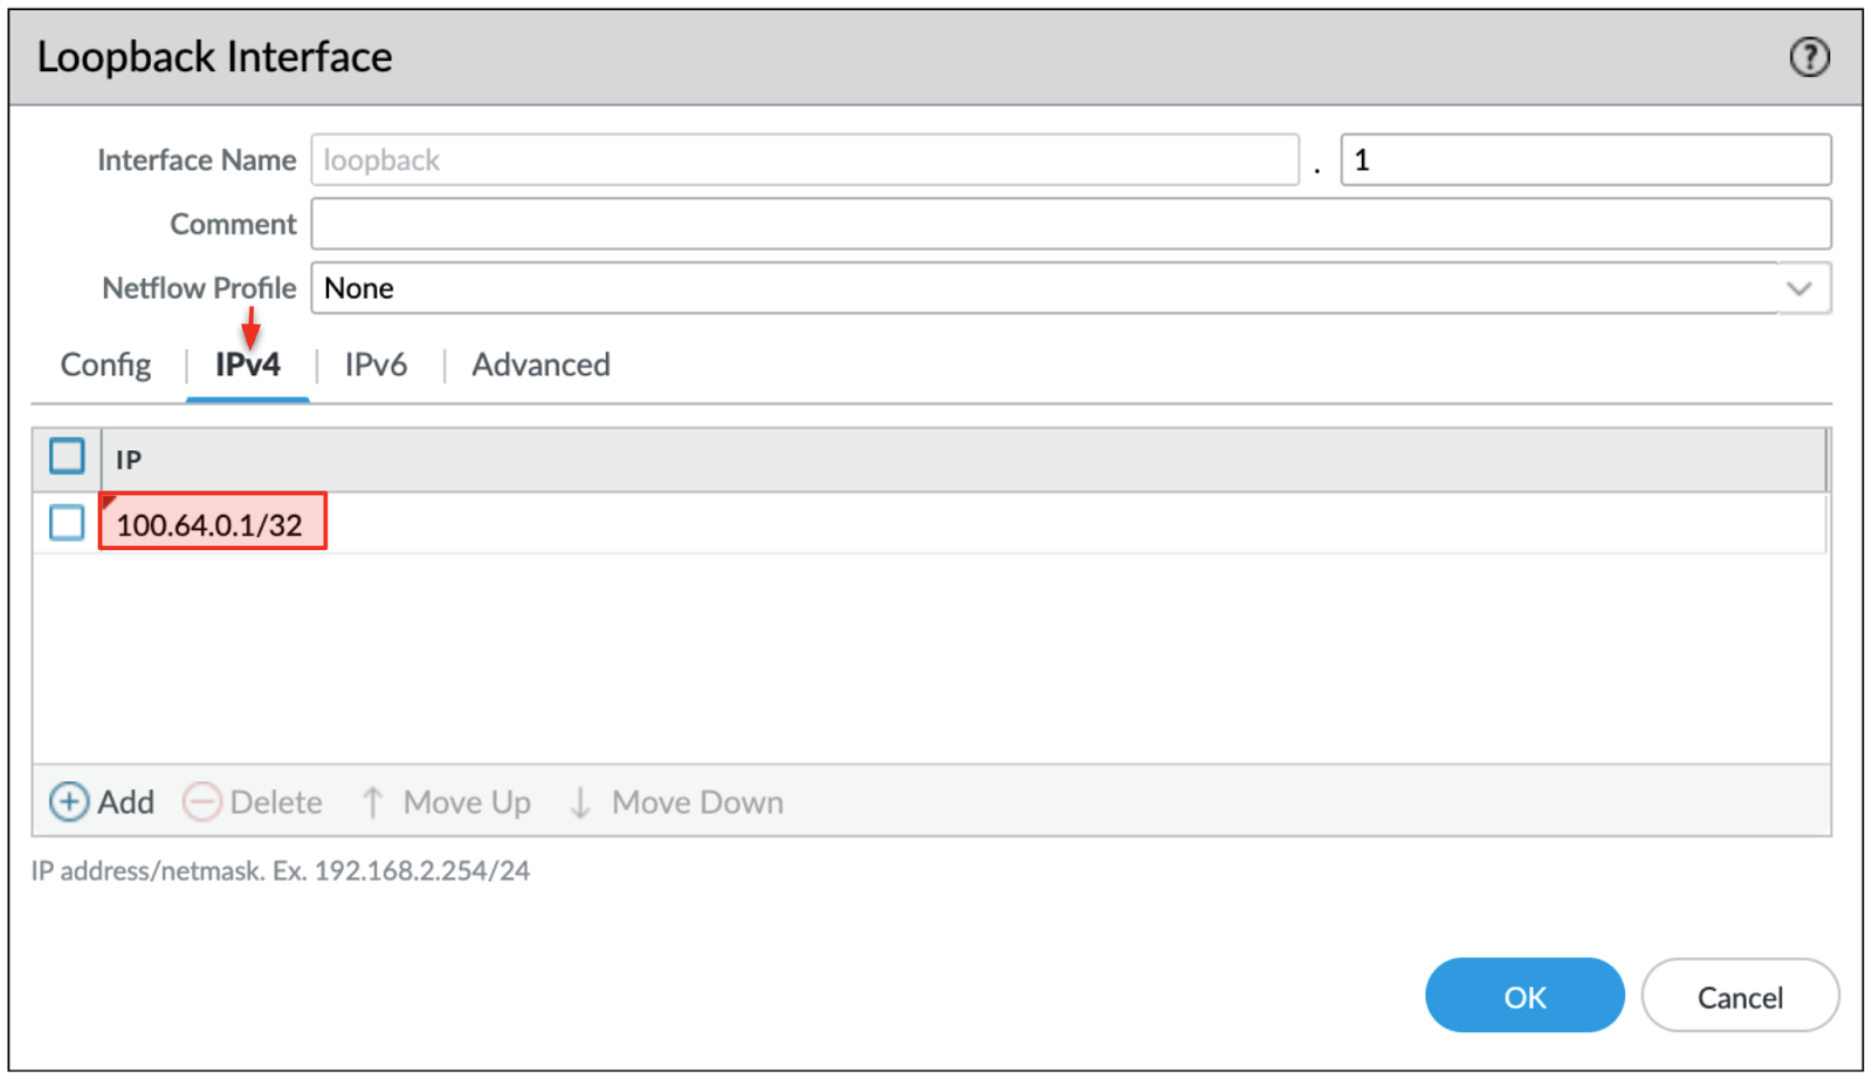 Loopback Interface
Interface Name loopback . 1
Comment
Netflow Profile None
Config | IPv4 | IPv6 | Advanced
IP
100.64.0.1/32
Add Delete Move Up Move Down
IP address/netmask. Ex. 192.168.2.254/24
OK Cancel